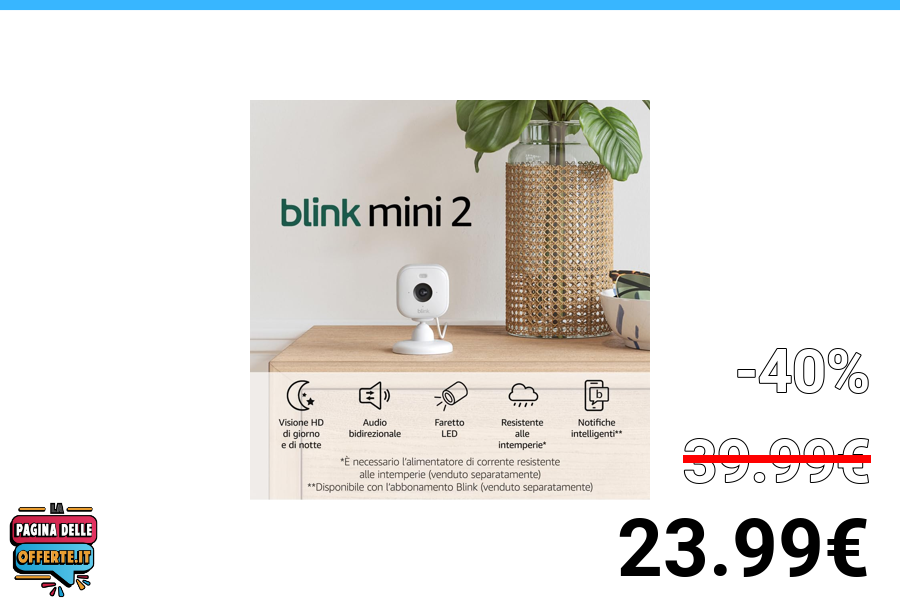 blink mini 2
blink
Visione HD
di giorno
e di notte
Audio
bidirezionale
Faretto
LED
Resistente
alle
intemperie*
b
Notifiche
intelligenti**
*È necessario l'alimentatore di corrente resistente
alle intemperie (venduto separatamente)
**Disponibile con l'abbonamento Blink (venduto separatamente)
-40%
39.99€
23.99€
LA
PAGINA DELLE
OFFERTE.IT